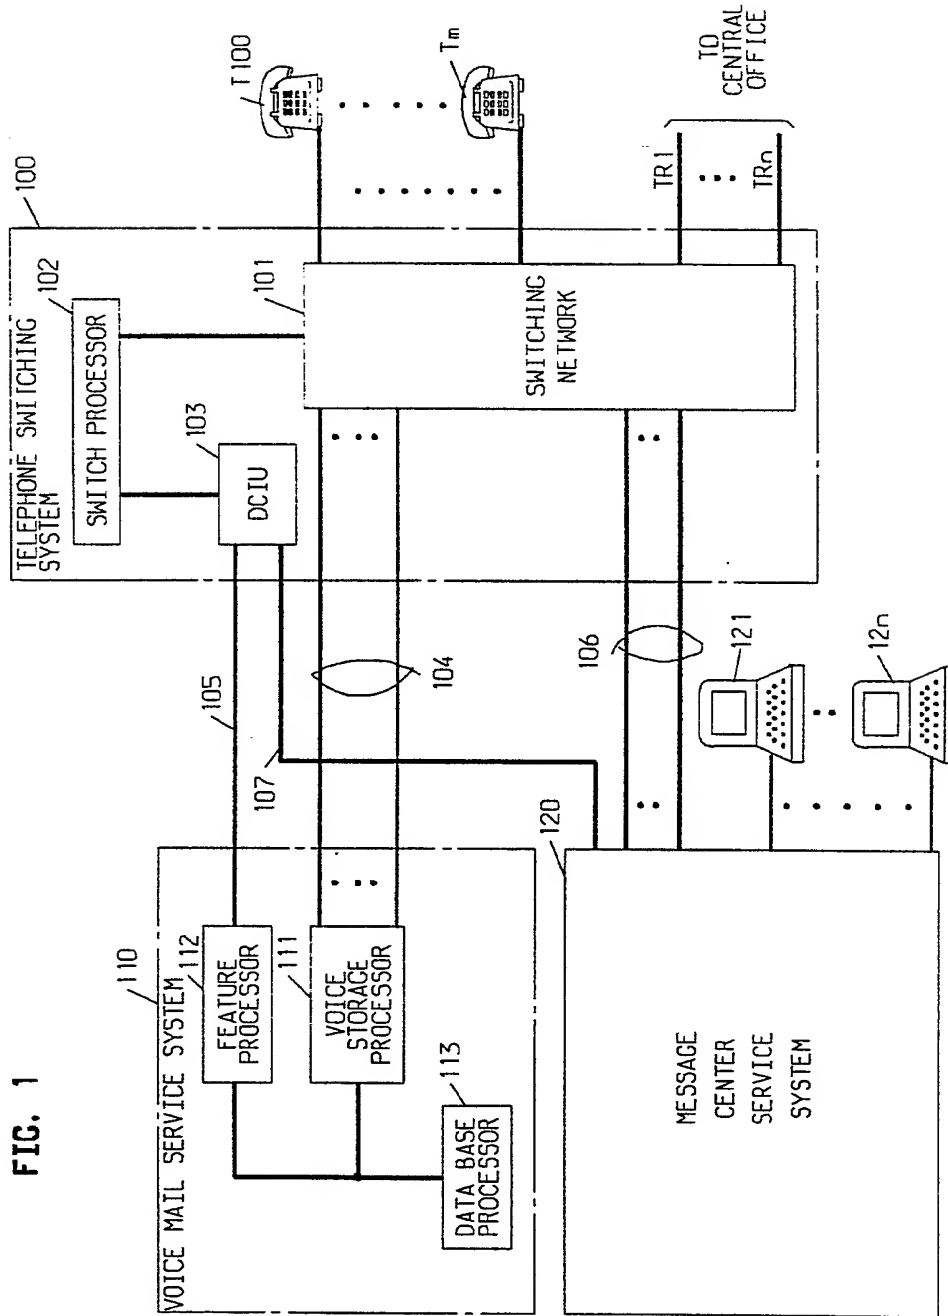 FIG. 1
VOICE MAIL SERVICE SYSTEM
110
FEATURE
PROCESSOR
112
VOICE
STORAGE
PROCESSOR
111
DATA BASE
PROCESSOR
113
105
107
104
TELEPHONE SWITCHING
SYSTEM
100
SWITCH PROCESSOR
102
DCIU
103
SWITCHING
NETWORK
101
T100
Tm
TR1
TRn
TO
CENTRAL
OFFICE
106
MESSAGE
CENTER
SERVICE
SYSTEM
120
121
12n